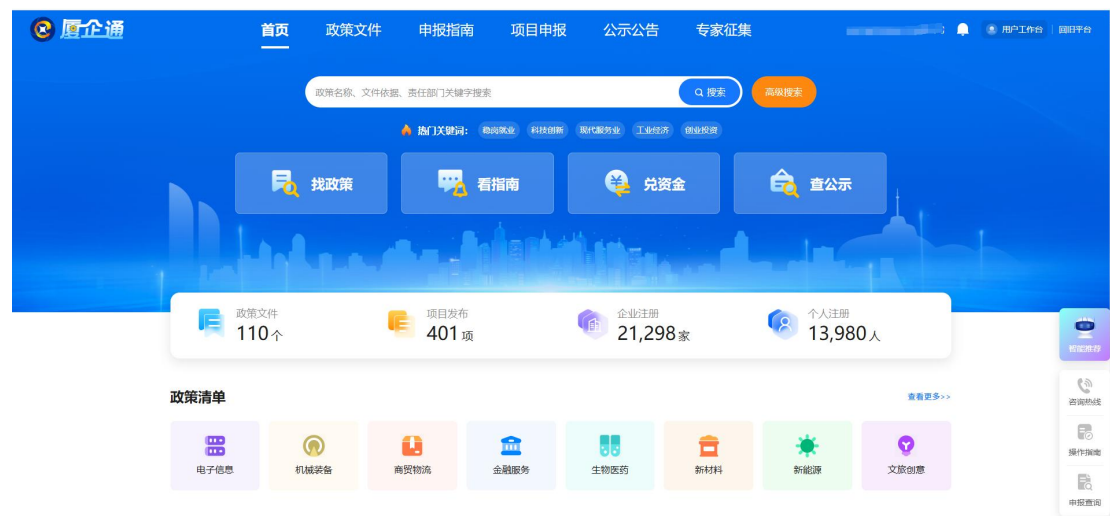 厦企通
首页 政策文件 申报指南 项目申报 公示公告 专家征集
用户工作台 回旧平台
政策名称、文件依据、责任部门关键字搜索 搜索 高级搜索
热门关键词： 稳岗就业 科技创新 现代服务业 工业经济 创业投资
找政策 看指南 兑资金 查公示
政策文件 项目发布 企业注册 个人注册
110个 401项 21,298家 13,980人
智能推荐
政策清单 查看更多>>
咨询热线
操作指南
电子信息 机械装备 商贸物流 金融服务 生物医药 新材料 新能源 文旅创意
申报查询